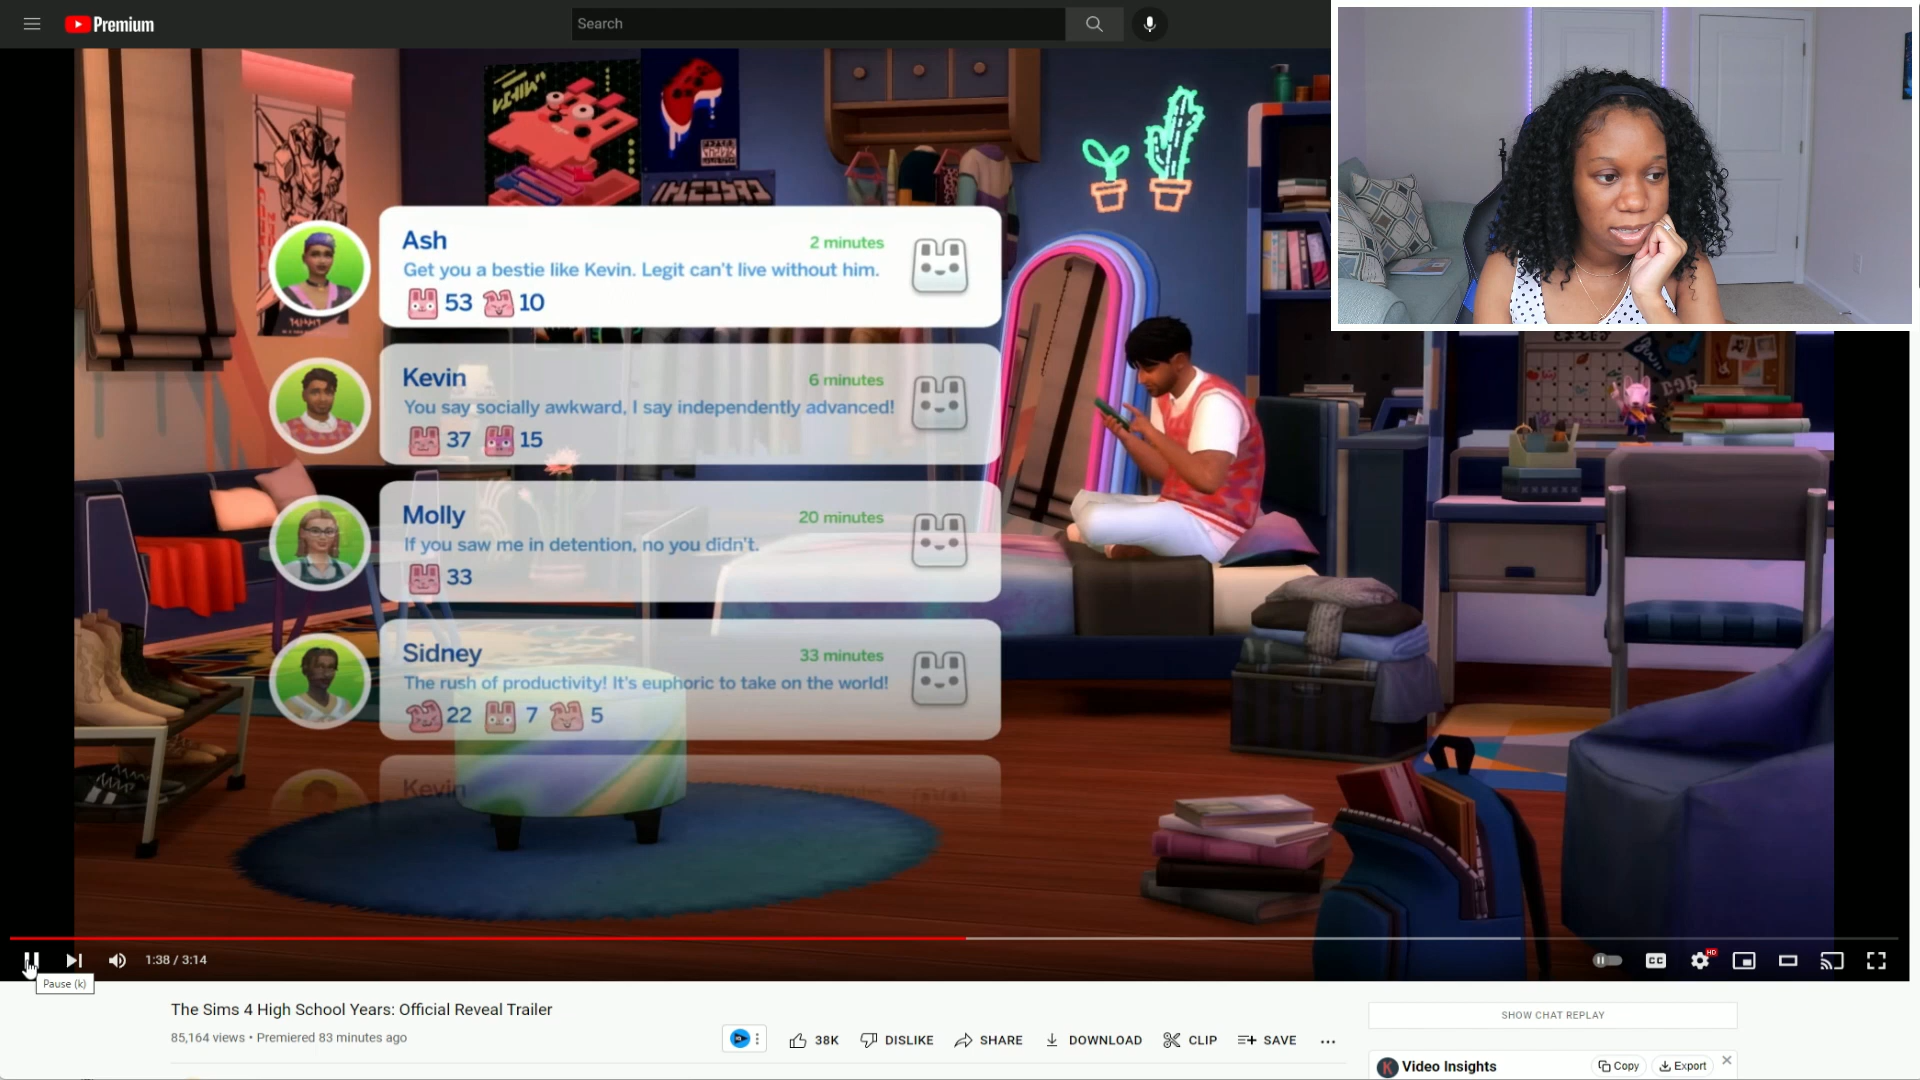 Premium
Search
Ash
2 minutes
Get you a bestie like Kevin. Legit can't live without him.
53 10
Kevin
6 minutes
You say socially awkward, I say independently advanced!
37 15
Molly
20 minutes
If you saw me in detention, no you didn't.
33
Sidney
33 minutes
The rush of productivity! It's euphoric to take on the world!
22 7 5
Kevin
1:38 / 3:14
CC
HD
Pause (k)
The Sims 4 High School Years: Official Reveal Trailer
85,164 views • Premiered 83 minutes ago
38K
DISLIKE
SHARE
DOWNLOAD
CLIP
SAVE
SHOW CHAT REPLAY
K Video Insights
Copy
Export